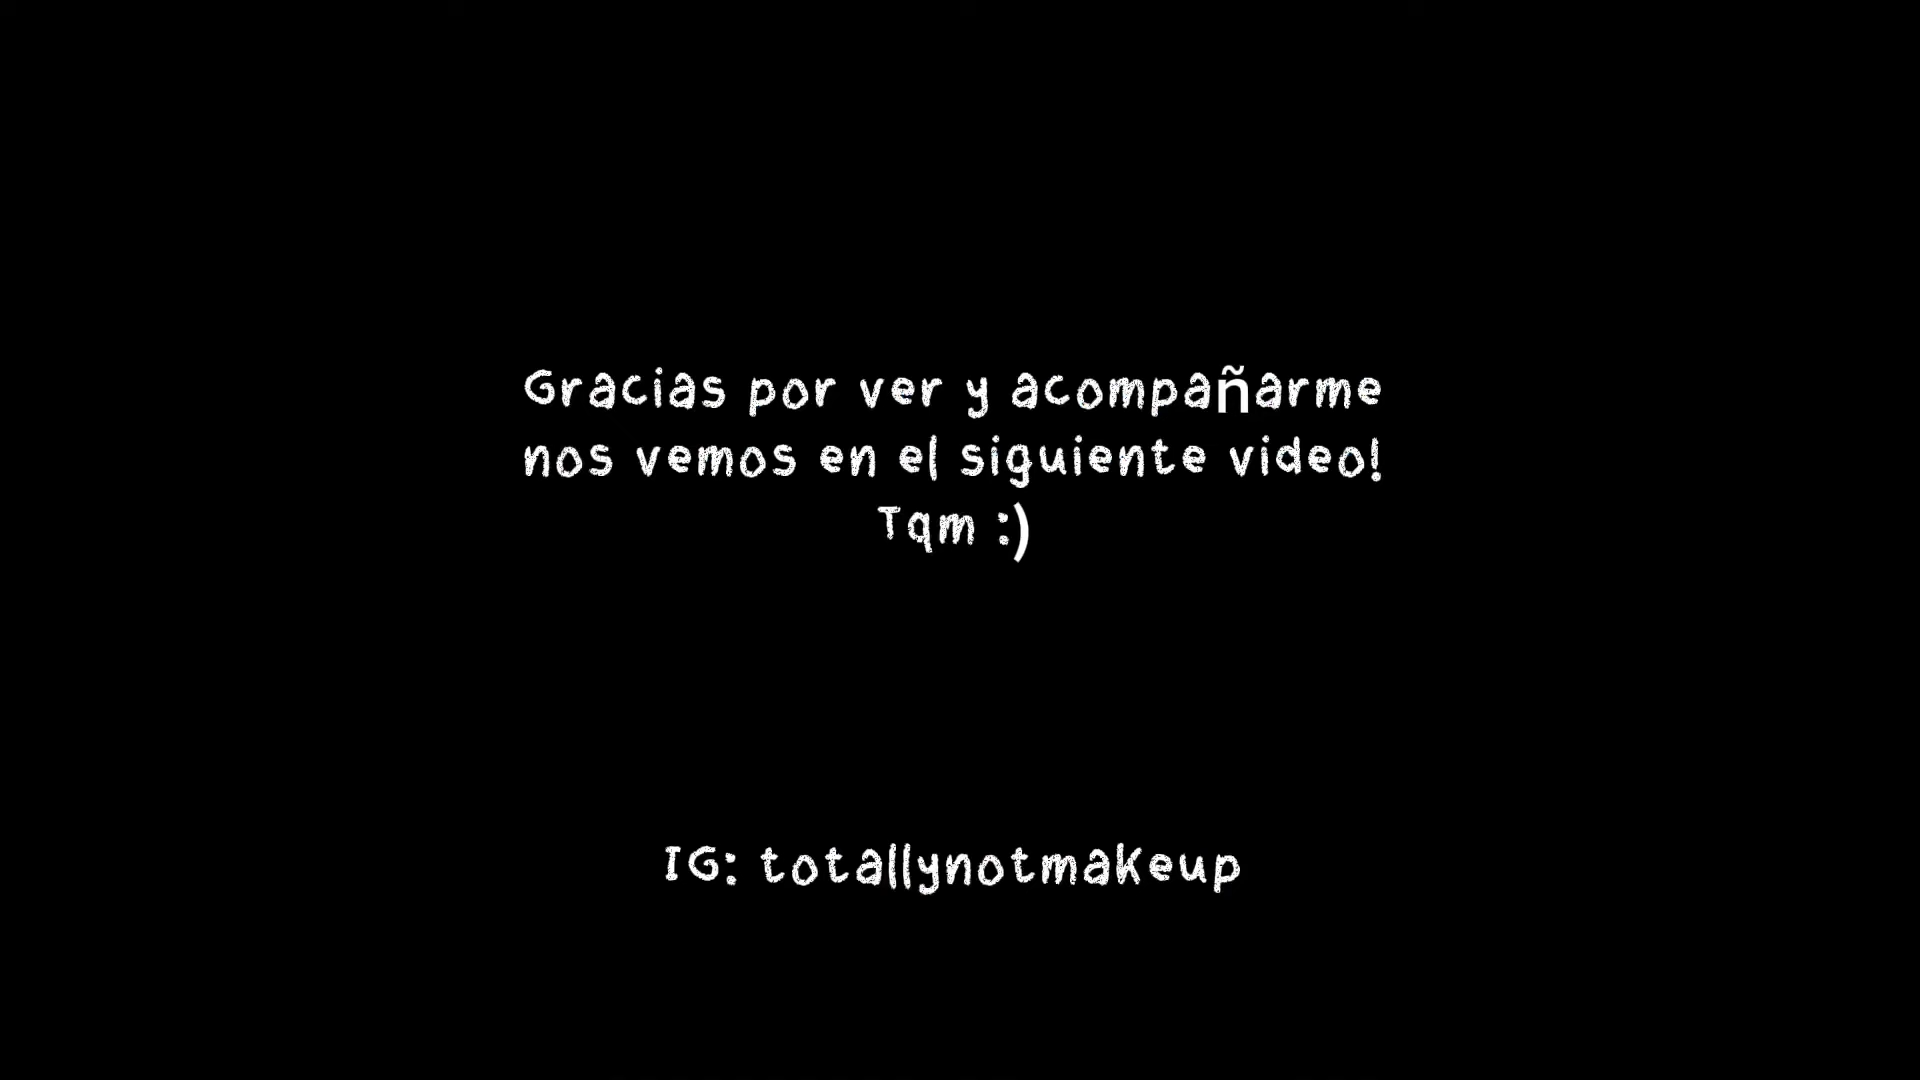 Gracias por ver y acompañarme
nos vemos en el siguiente video!
Tqm :)
IG: totallynotmakeup